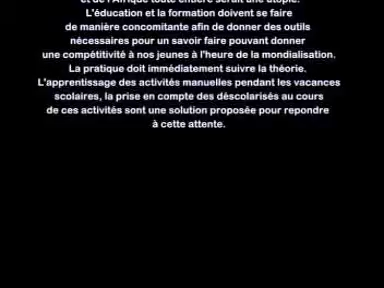 et de l'Afrique toute entière serait une utopie.
L'éducation et la formation doivent se faire
de manière concomitante afin de donner des outils
nécessaires pour un savoir faire pouvant donner
une compétitivité à nos jeunes à l'heure de la mondialisation.
La pratique doit immédiatement suivre la théorie.
L'apprentissage des activités manuelles pendant les vacances
scolaires, la prise en compte des déscolarisés au cours
de ces activités sont une solution proposée pour repondre
à cette attente.